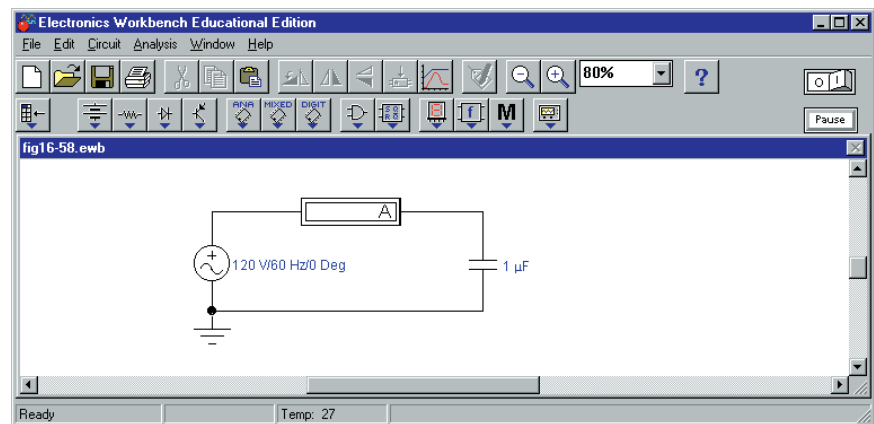 Electronics Workbench Educational Edition
File Edit Circuit Analysis Window Help
80% ?
ANA MIXED DIGIT M
Pause
fig16-58.ewb
A
120 V/60 Hz/0 Deg
1 µF
Ready Temp: 27